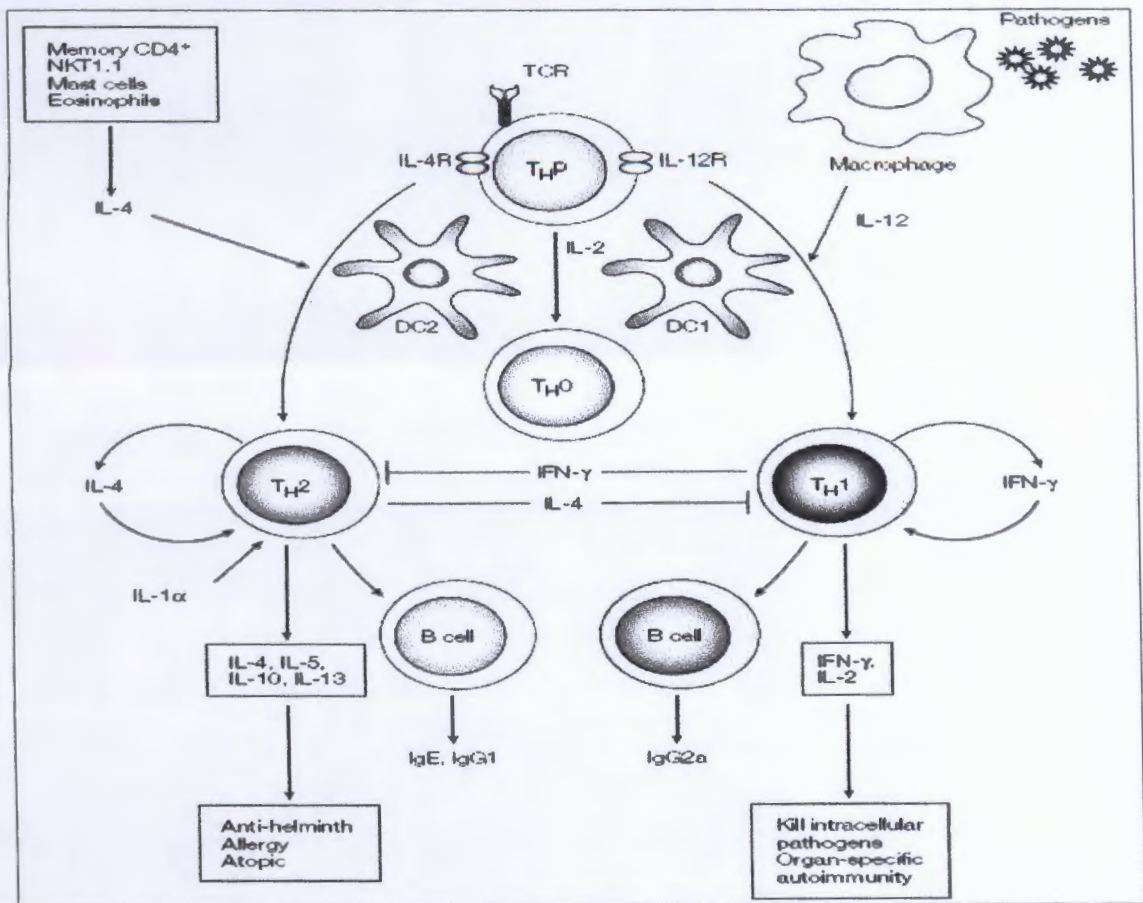 Memory CD4+
NKT1.1
Mast cells
Eosinophils
IL-4
TCR
IL-4R
THP
IL-12R
Pathogens
Macrophage
IL-12
IL-2
DC2
DC1
TH0
IL-4
TH2
IFN-γ
IL-4
TH1
IFN-γ
IL-1α
B cell
B cell
IL-4, IL-5,
IL-10, IL-13
IFN-γ,
IL-2
IgE, IgG1
IgG2a
Anti-helminth
Allergy
Atopic
Kill intracellular
pathogens
Organ-specific
autoimmunity